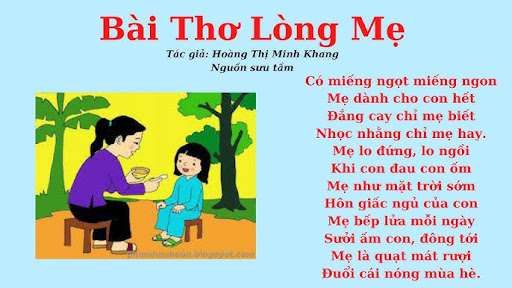 Bài Thơ Lòng Mẹ
Tác giả: Hoàng Thị Minh Khang
Nguồn sưu tầm
Có miếng ngọt miếng ngon
Mẹ dành cho con hết
Đắng cay chỉ mẹ biết
Nhọc nhằng chỉ mẹ hay.
Mẹ lo đứng, lo ngồi
Khi con đau con ốm
Mẹ như mặt trời sớm
Hôn giấc ngủ của con
Mẹ bếp lửa mỗi ngày
Sưởi ấm con, đông tới
Mẹ là quạt mát rượi
Đuổi cái nóng mùa hè.